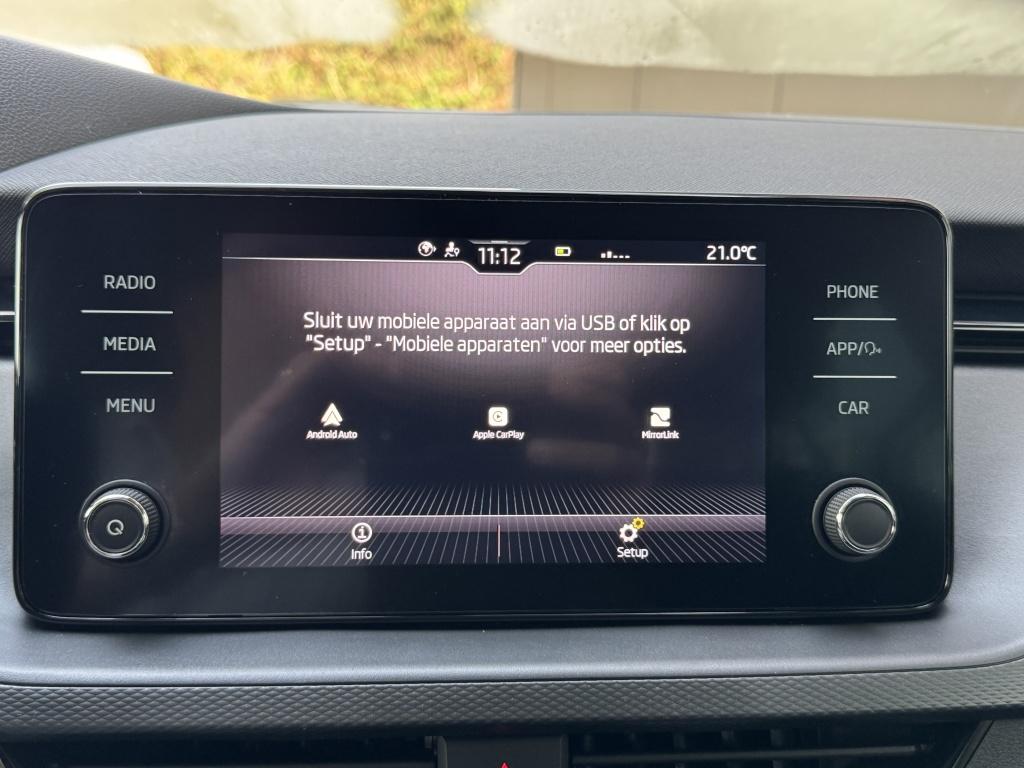 11:12
21.0°C
RADIO
MEDIA
MENU
Sluit uw mobiele apparaat aan via USB of klik op
"Setup" - "Mobiele apparaten" voor meer opties.
Android Auto
Apple CarPlay
MirrorLink
Info
Setup
PHONE
APP/
CAR